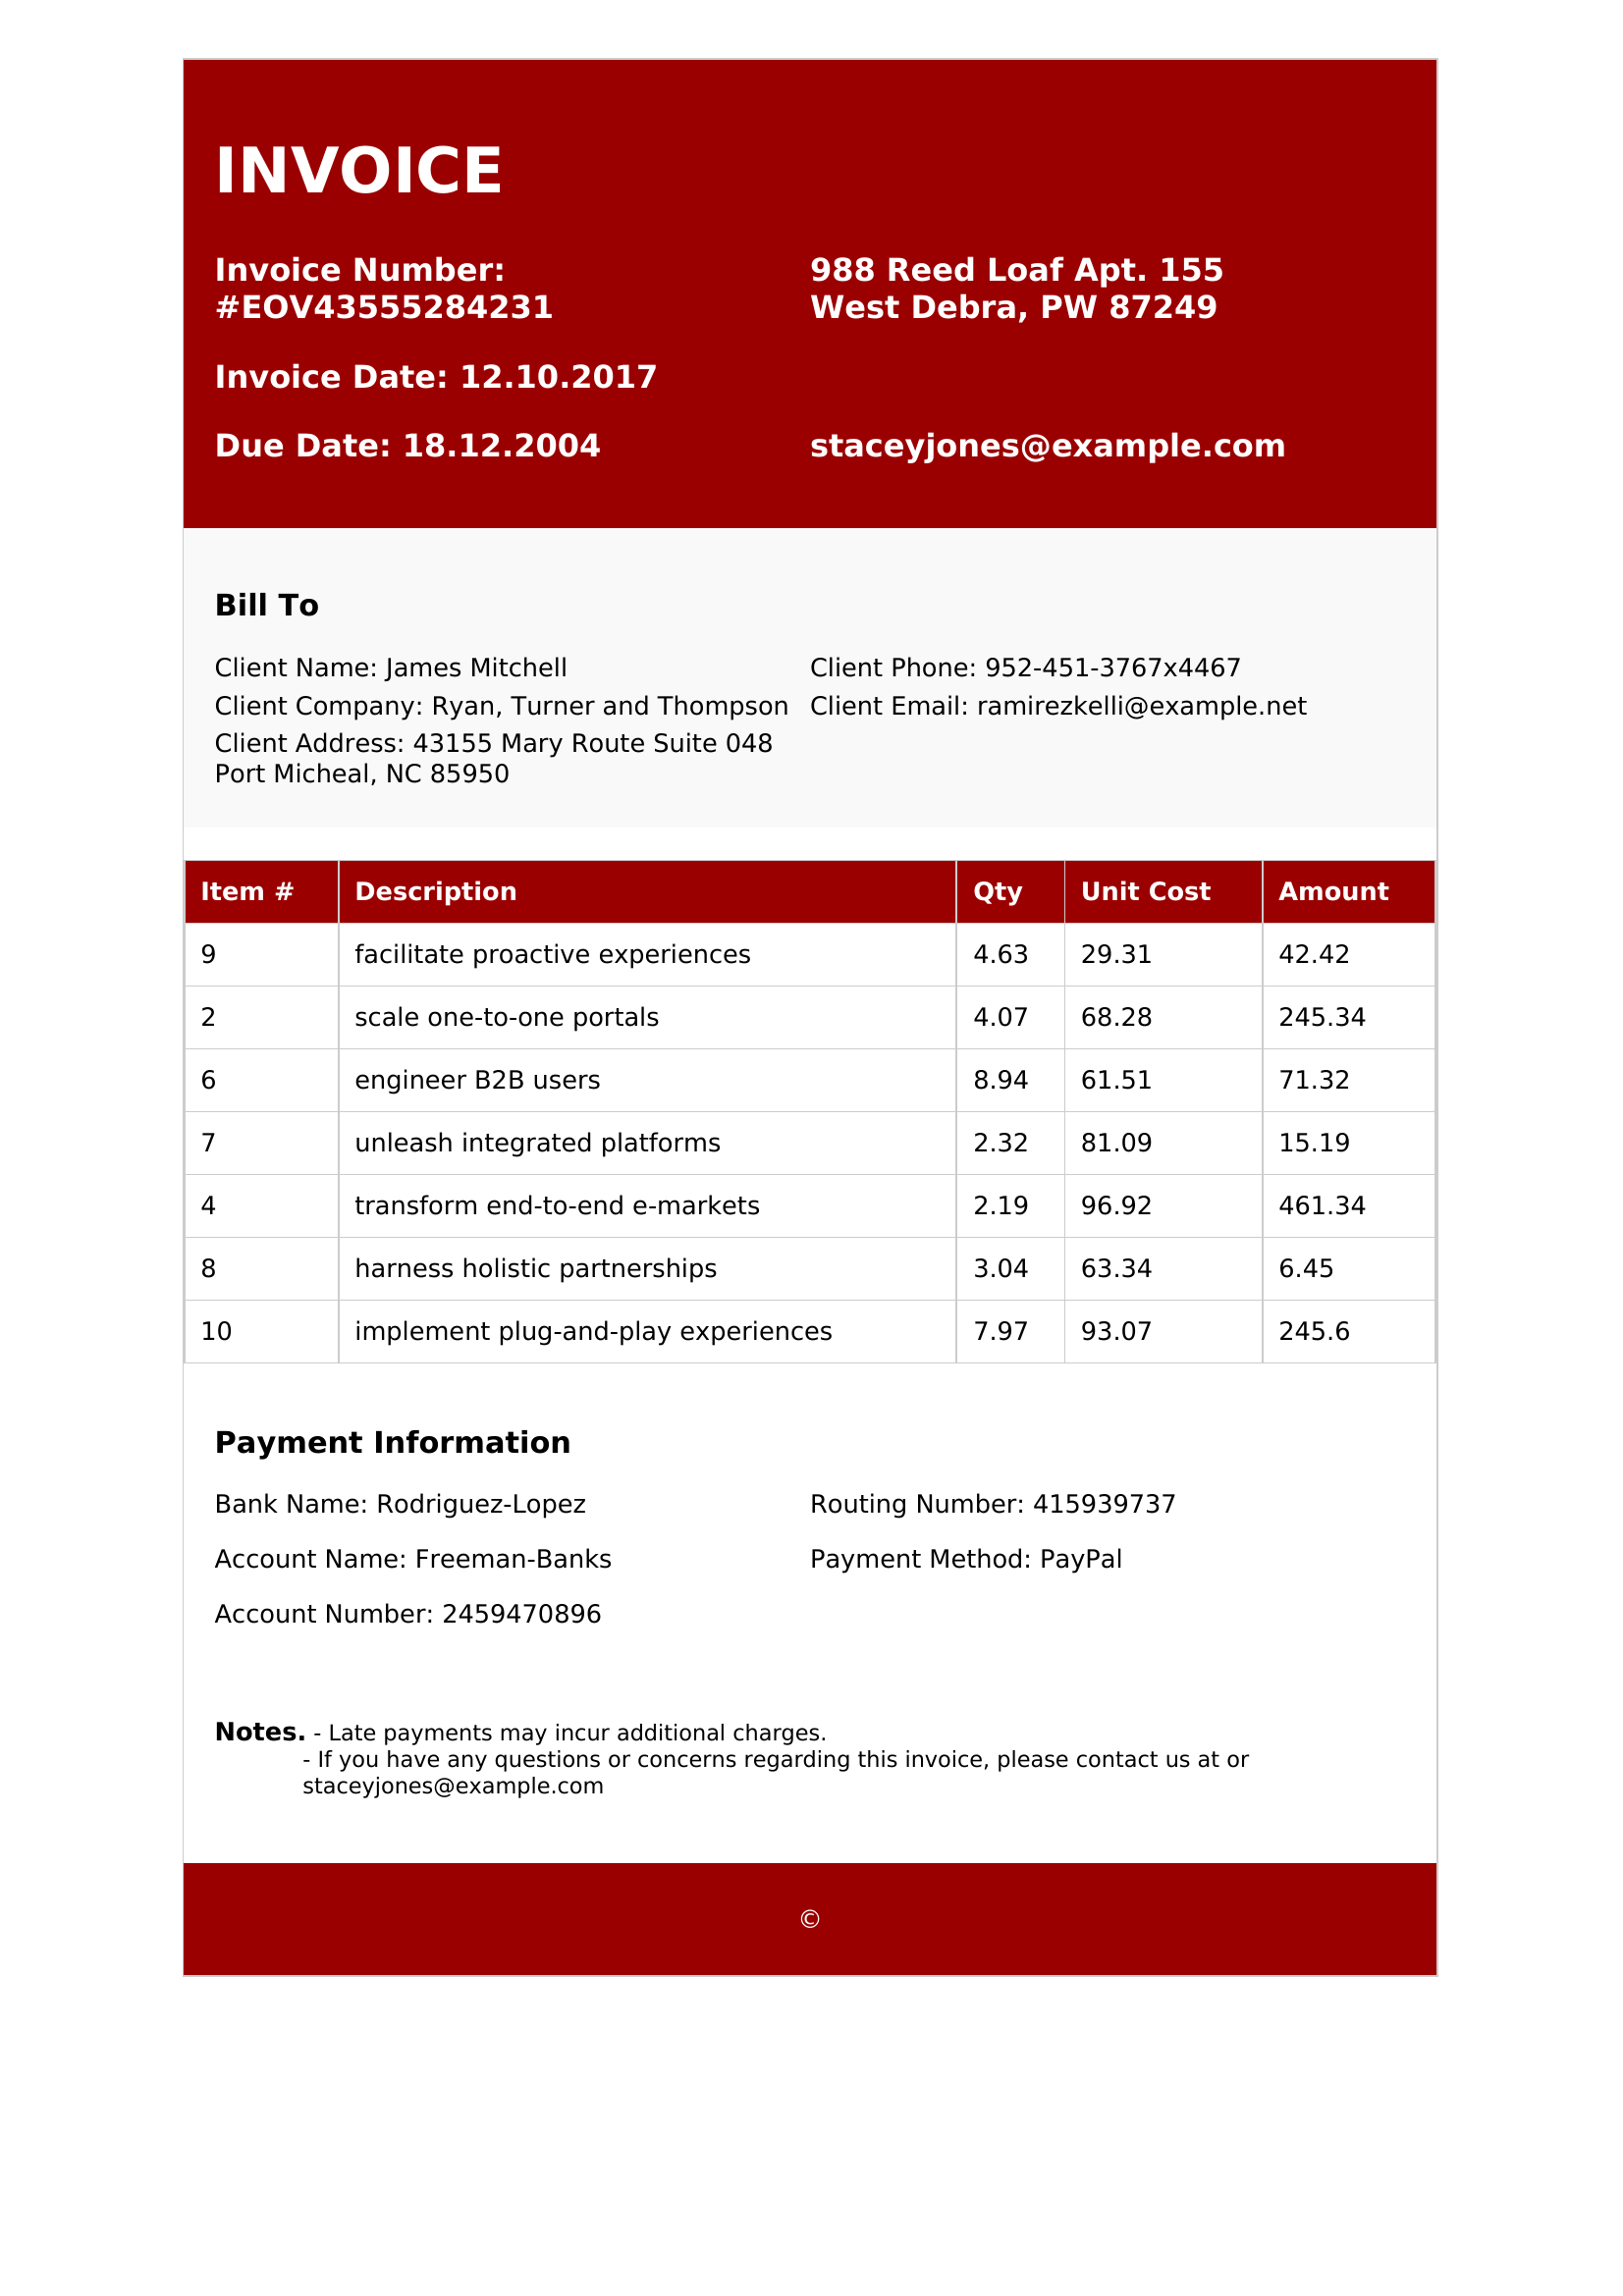 INVOICE
Invoice Number:
#EOV43555284231
988 Reed Loaf Apt. 155
West Debra, PW 87249
Invoice Date: 12.10.2017
Due Date: 18.12.2004
staceyjones@example.com
Bill To
Client Name: James Mitchell
Client Phone: 952-451-3767x4467
Client Company: Ryan, Turner and Thompson
Client Email: ramirezkelli@example.net
Client Address: 43155 Mary Route Suite 048
Port Micheal, NC 85950
Item # Description Qty Unit Cost Amount
9 facilitate proactive experiences 4.63 29.31 42.42
2 scale one-to-one portals 4.07 68.28 245.34
6 engineer B2B users 8.94 61.51 71.32
7 unleash integrated platforms 2.32 81.09 15.19
4 transform end-to-end e-markets 2.19 96.92 461.34
8 harness holistic partnerships 3.04 63.34 6.45
10 implement plug-and-play experiences 7.97 93.07 245.6
Payment Information
Bank Name: Rodriguez-Lopez
Routing Number: 415939737
Account Name: Freeman-Banks
Payment Method: PayPal
Account Number: 2459470896
Notes. - Late payments may incur additional charges.
- If you have any questions or concerns regarding this invoice, please contact us at or
staceyjones@example.com
©